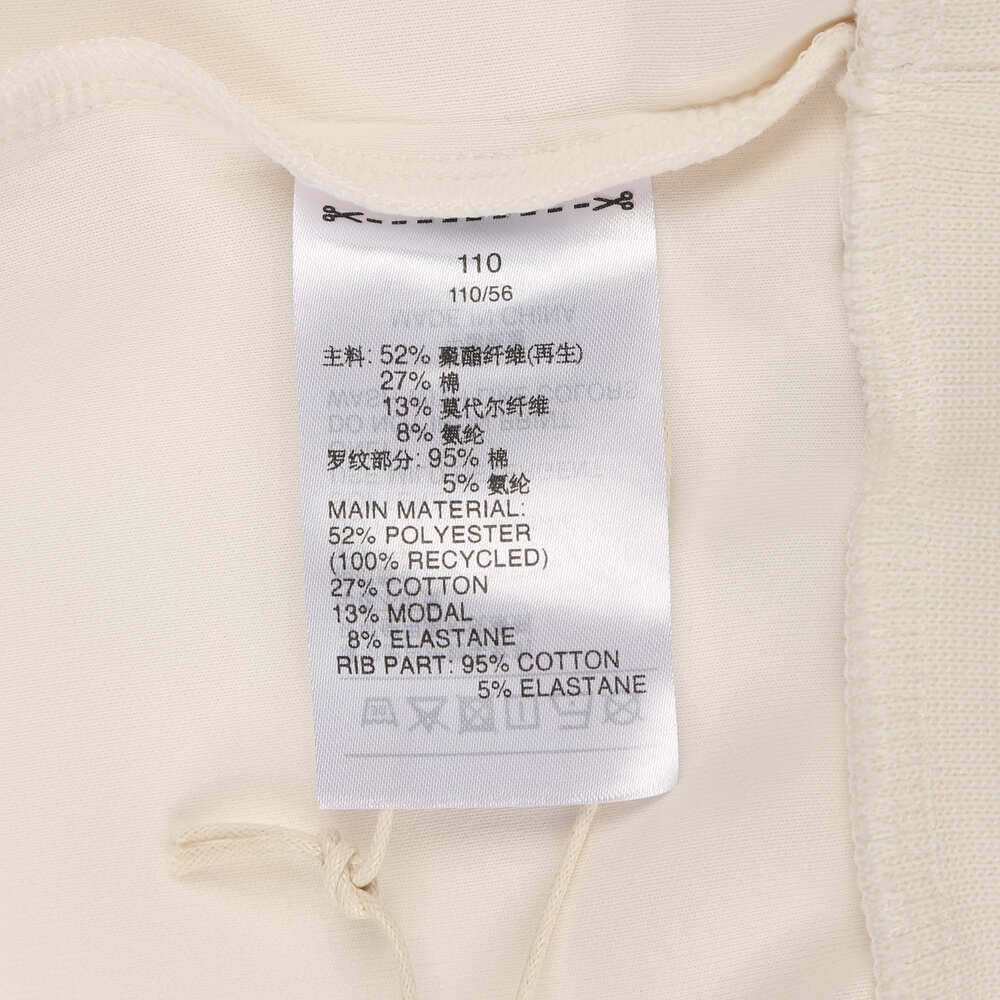 110
110/56
主料: 52% 聚酯纤维(再生)
27% 棉
13% 莫代尔纤维
8% 氨纶
罗纹部分: 95% 棉
5% 氨纶
MAIN MATERIAL:
52% POLYESTER
(100% RECYCLED)
27% COTTON
13% MODAL
8% ELASTANE
RIB PART: 95% COTTON
5% ELASTANE